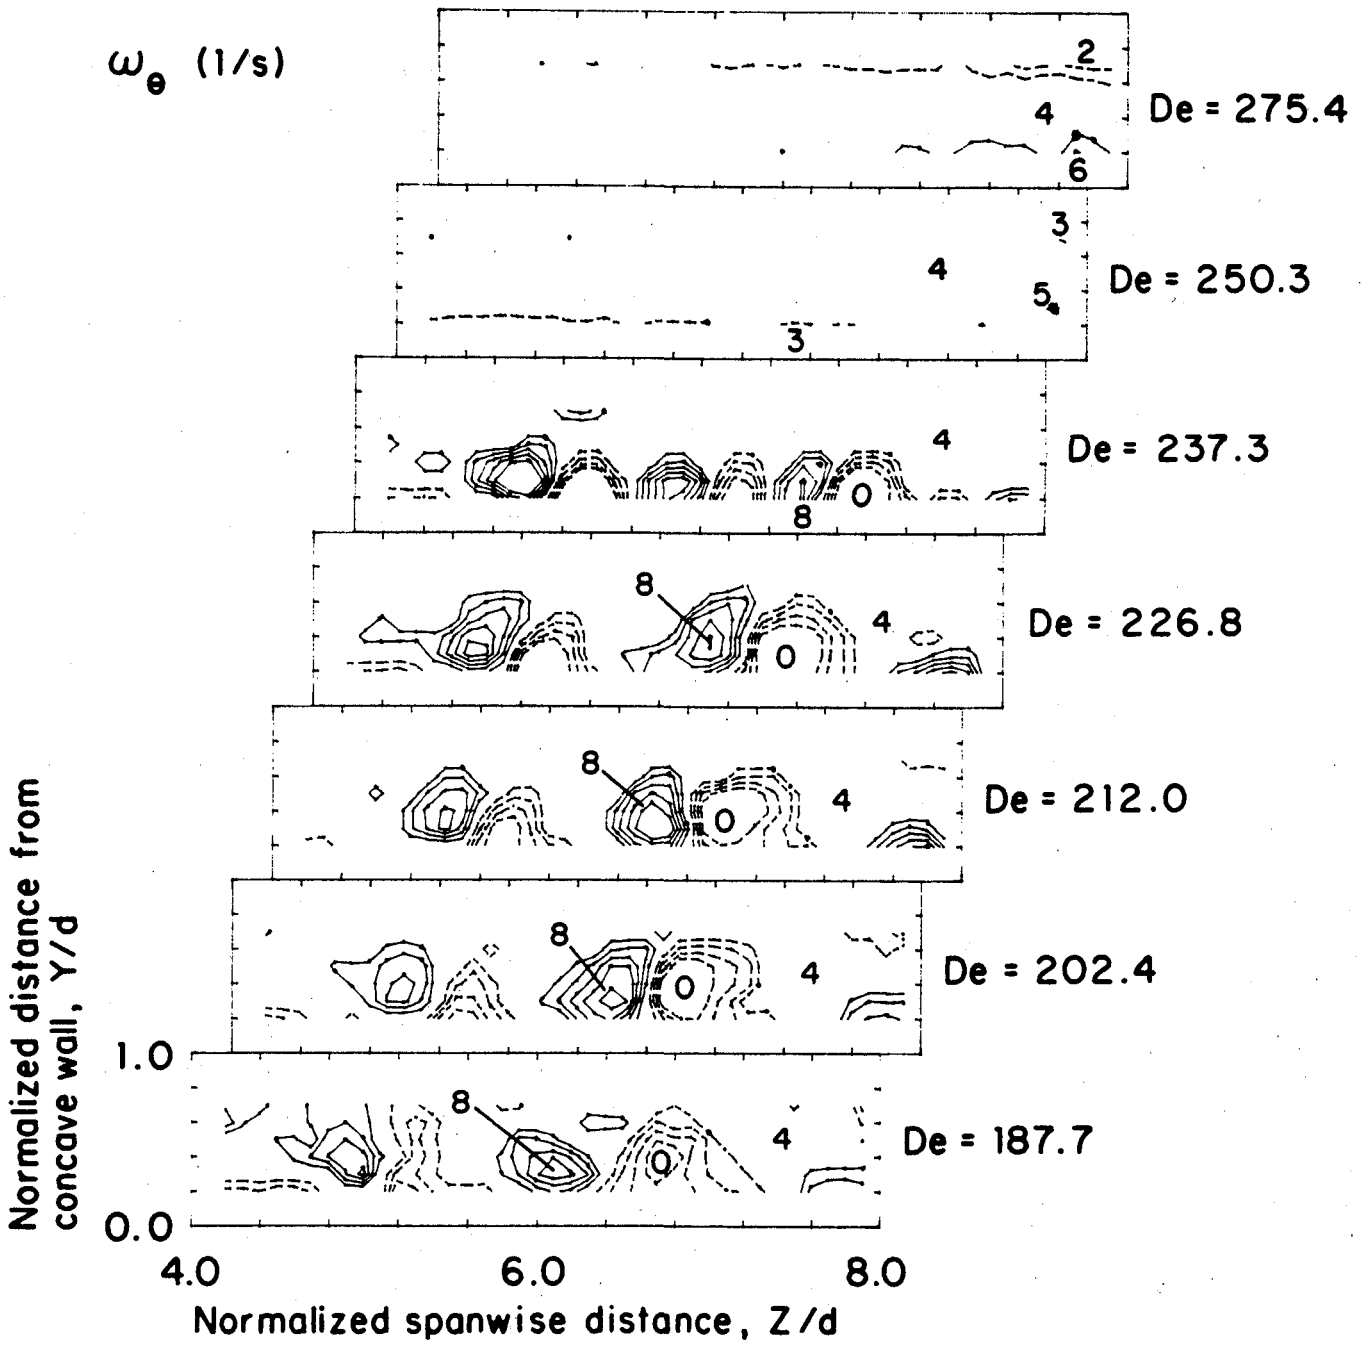 ω_θ (1/s)
2
4
6
De = 275.4
3
4
5
3
De = 250.3
4
0
8
De = 237.3
8
4
0
De = 226.8
8
4
0
De = 212.0
8
4
0
De = 202.4
8
4
0
De = 187.7
1.0
0.0
4.0 6.0 8.0
Normalized spanwise distance, Z/d
Normalized distance from
concave wall, Y/d